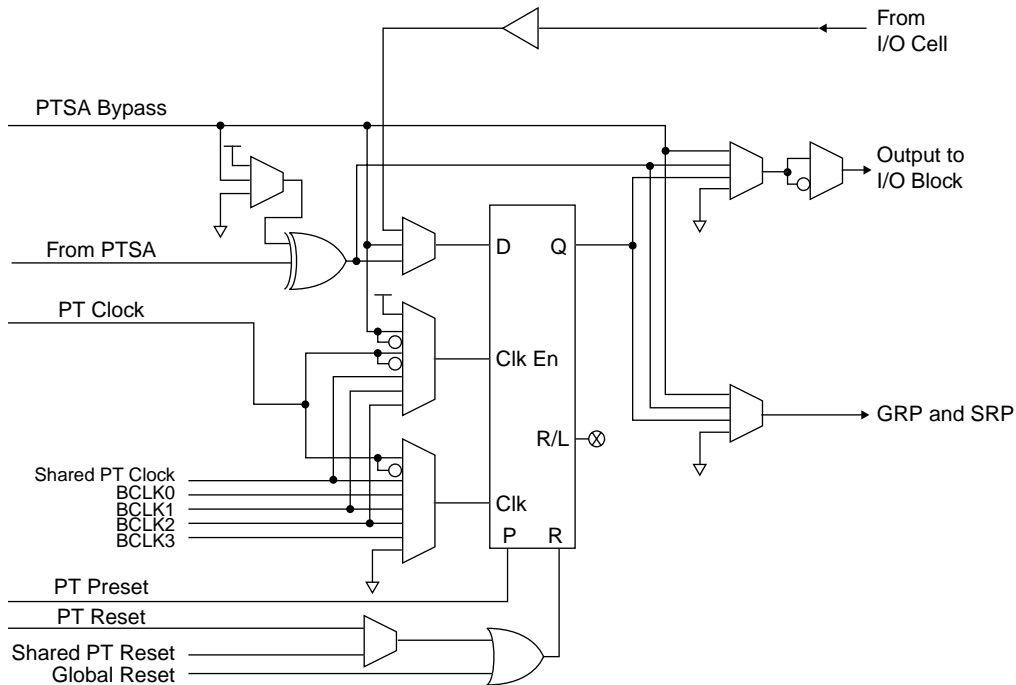 From
I/O Cell
PTSA Bypass
Output to
I/O Block
D
Q
From PTSA
PT Clock
Clk En
GRP and SRP
R/L
Shared PT Clock
BCLK0
BCLK1
BCLK2
BCLK3
Clk
P
R
PT Preset
PT Reset
Shared PT Reset
Global Reset